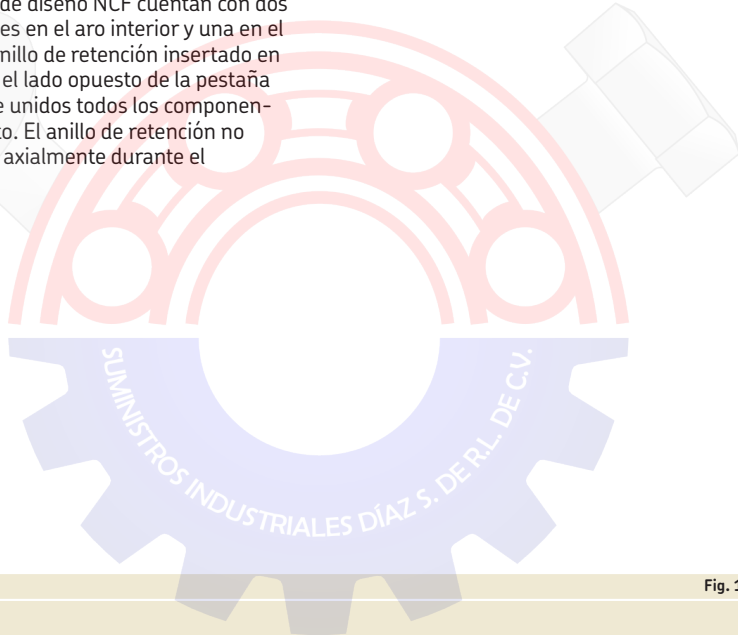 de diseño NCF cuentan con dos
es en el aro interior y una en el
nillo de retención insertado en
el lado opuesto de la pestaña
e unidos todos los componen-
to. El anillo de retención no
axialmente durante el
SUMINISTROS INDUSTRIALES DÍAZ S. DE R.L. DE C.V.
Fig. 1